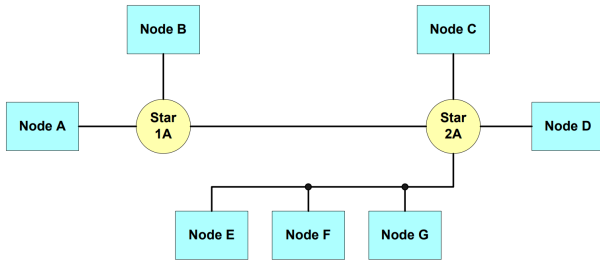 Node B
Node C
Node A
Star
1A
Star
2A
Node D
Node E
Node F
Node G